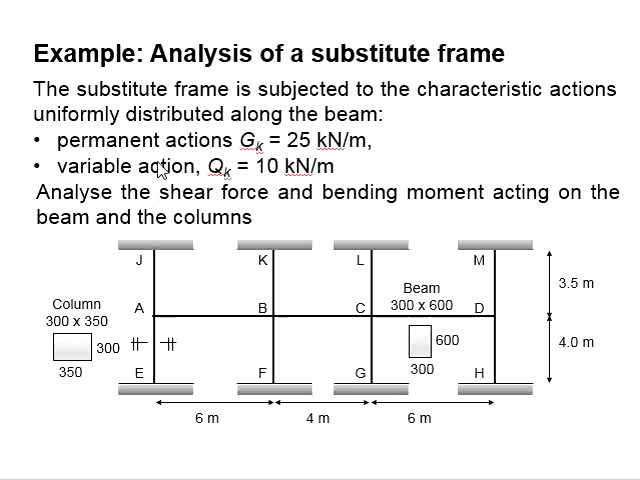 Example: Analysis of a substitute frame
The substitute frame is subjected to the characteristic actions
uniformly distributed along the beam:
• permanent actions Gk = 25 kN/m,
• variable action, Qk = 10 kN/m
Analyse the shear force and bending moment acting on the
beam and the columns
J K L M
Column
300 x 350
A B C
Beam
300 x 600
D
3.5 m
300
350
600
300
4.0 m
E F G H
6 m 4 m 6 m